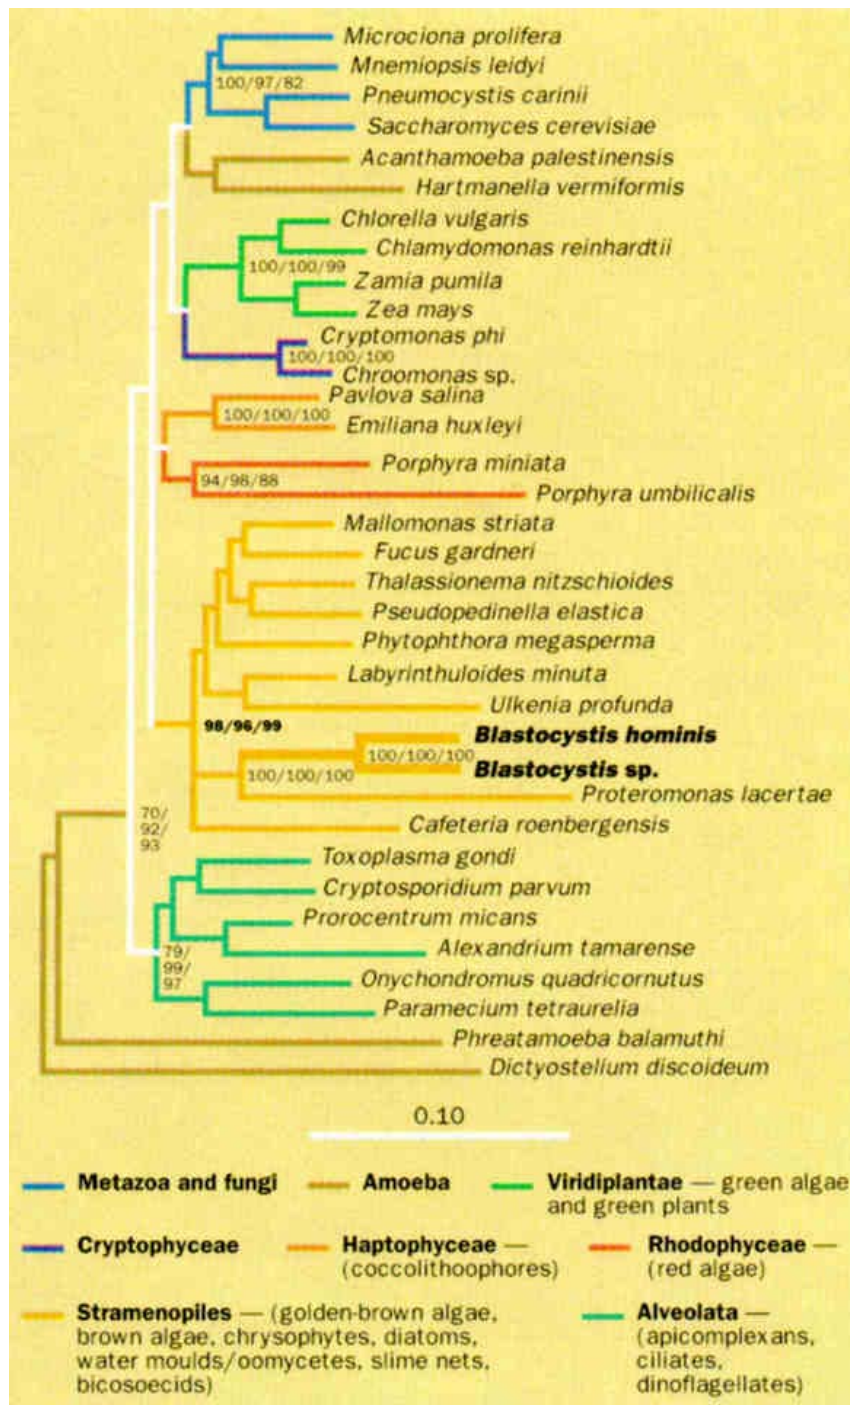 Microciona prolifera
Mnemiopsis leidyi
100/97/82
Pneumocystis carinii
Saccharomyces cerevisiae
Acanthamoeba palestinensis
Hartmanella vermiformis
Chlorella vulgaris
Chlamydomonas reinhardtii
100/100/99
Zamia pumila
Zea mays
Cryptomonas phi
100/100/100
Chroomonas sp.
Pavlova salina
100/100/100
Emiliana huxleyi
Porphyra miniata
94/98/88
Porphyra umbilicalis
Mallomonas striata
Fucus gardneri
Thalassionema nitzschioides
Pseudopedinella elastica
Phytophthora megasperma
Labyrinthuloides minuta
Ulkenia profunda
98/96/99
Blastocystis hominis
100/100/100
Blastocystis sp.
100/100/100
Proteromonas lacertae
70/
92/
93
Cafeteria roenbergensis
Toxoplasma gondi
Cryptosporidium parvum
Prorocentrum micans
79/
99/
97
Alexandrium tamarense
Onychondromus quadricornutus
Paramecium tetraurelia
Phreatamoeba balamuthi
Dictyostelium discoideum
0.10
Metazoa and fungi Amoeba Viridiplantae — green algae
and green plants
Cryptophyceae Haptophyceae — Rhodophyceae —
(coccolithoophores) (red algae)
Stramenopiles — (golden-brown algae, Alveolata —
brown algae, chrysophytes, diatoms, (apicomplexans,
water moulds/oomycetes, slime nets, ciliates,
bicosoecids) dinoflagellates)